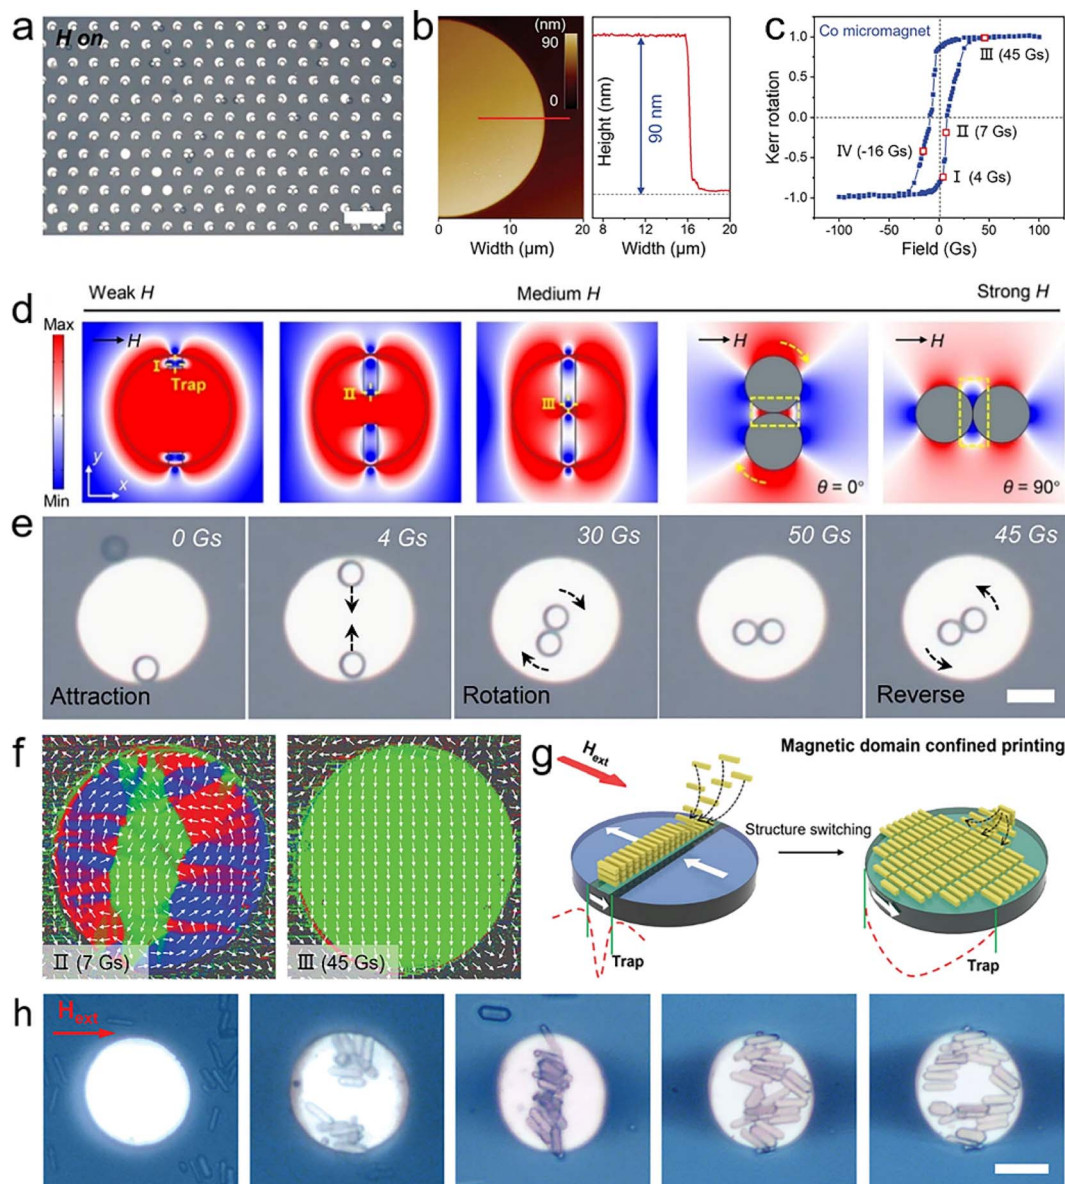 a
H on
b
(nm)
90
0
0
10
20
Width (μm)
Height (nm)
90 nm
8
12
16
20
Width (μm)
c
Co micromagnet
1.0
0.5
0.0
-0.5
-1.0
Kerr rotation
III (45 Gs)
II (7 Gs)
IV (-16 Gs)
I (4 Gs)
-100
-50
0
50
100
Field (Gs)
Weak H
Medium H
Strong H
d
Max
Min
H
I
Trap
y
x
II
III
H
θ = 0°
H
θ = 90°
e
0 Gs
Attraction
4 Gs
30 Gs
Rotation
50 Gs
45 Gs
Reverse
f
II (7 Gs)
III (45 Gs)
g
Hext
Magnetic domain confined printing
Structure switching
Trap
Trap
h
Hext